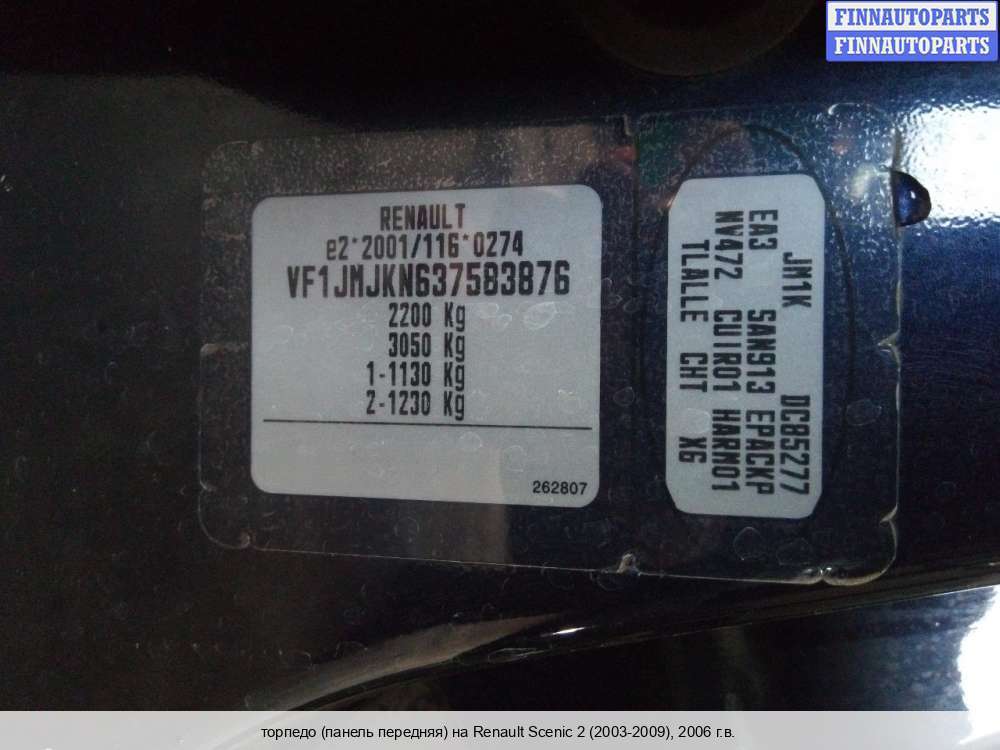 FINNAUTOPARTS
FINNAUTOPARTS
RENAULT
e2*2001/116*0274
VF1JMJKN637583876
2200 Kg
3050 Kg
1-1130 Kg
2-1230 Kg
262807
JM1K DC85277
EA3 SAN913 EPACKP
NV472 CUIR01 HARM01
TLALLE CHT XG
торпедо (панель передняя) на Renault Scenic 2 (2003-2009), 2006 г.в.